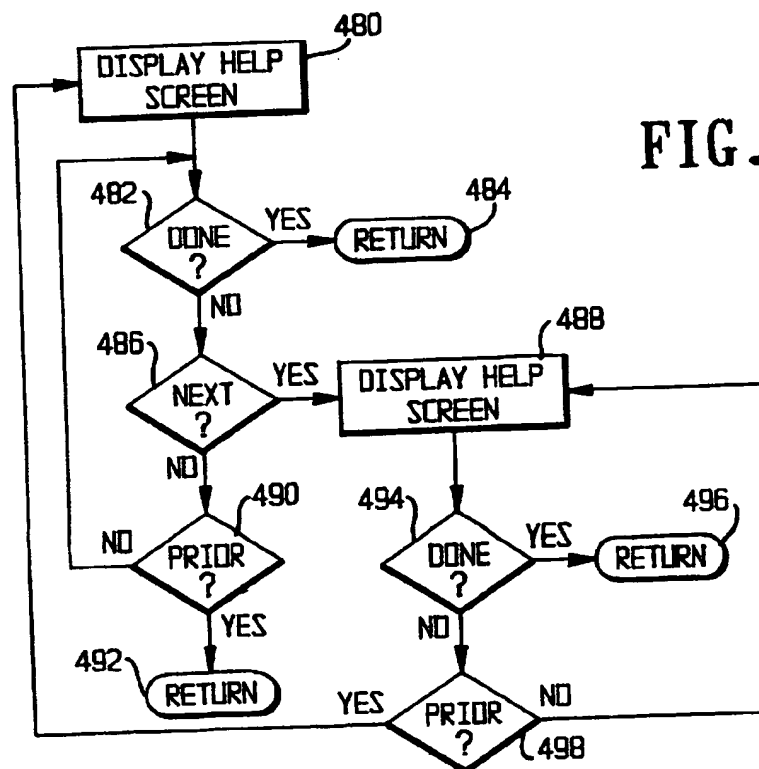 480
DISPLAY HELP
SCREEN
FIG.
482
DONE
?
YES
RETURN
484
NO
486
NEXT
?
YES
488
DISPLAY HELP
SCREEN
NO
490
PRIOR
?
NO
YES
492
RETURN
494
DONE
?
YES
496
RETURN
NO
YES
PRIOR
?
NO
498